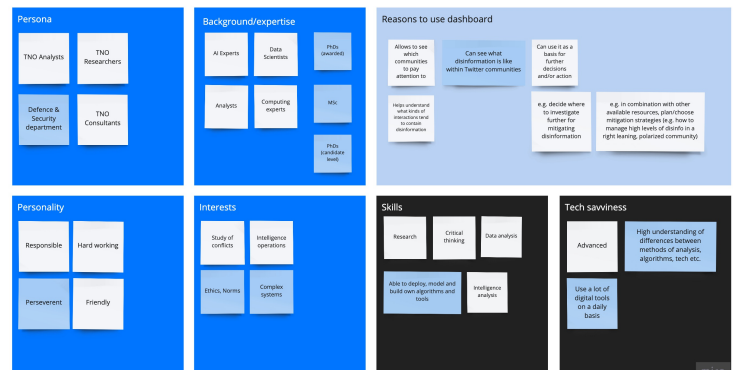 Persona
TNO Analysts
TNO
Researchers
Defence &
Security
department
TNO
Consultants
Background/expertise
AI Experts
Data
Scientists
PhDs
(awarded)
Analysts
Computing
experts
MSc
PhDs
(candidate
level)
Reasons to use dashboard
Allows to see
which
communities
to pay
attention to
Can see what
disinformation is like
within Twitter communities
Can use it as a
basis for
further
decisions
and/or action
Helps understand
what kinds of
interactions tend
to contain
disinformation
e.g. decide where
to investigate
further for
mitigating
disinformation
e.g. in combination with other
available resources, plan/choose
mitigation strategies (e.g. how to
manage high levels of disinfo in a
right leaning, polarized community)
Personality
Responsible
Hard working
Perseverent
Friendly
Interests
Study of
conflicts
Intelligence
operations
Ethics, Norms
Complex
systems
Skills
Research
Critical
thinking
Data analysis
Able to deploy, model and
build own algorithms and
tools
Intelligence
analysis
Tech savviness
Advanced
High understanding of
differences between
methods of analysis,
algorithms, tech etc.
Use a lot of
digital tools
on a daily
basis
miro